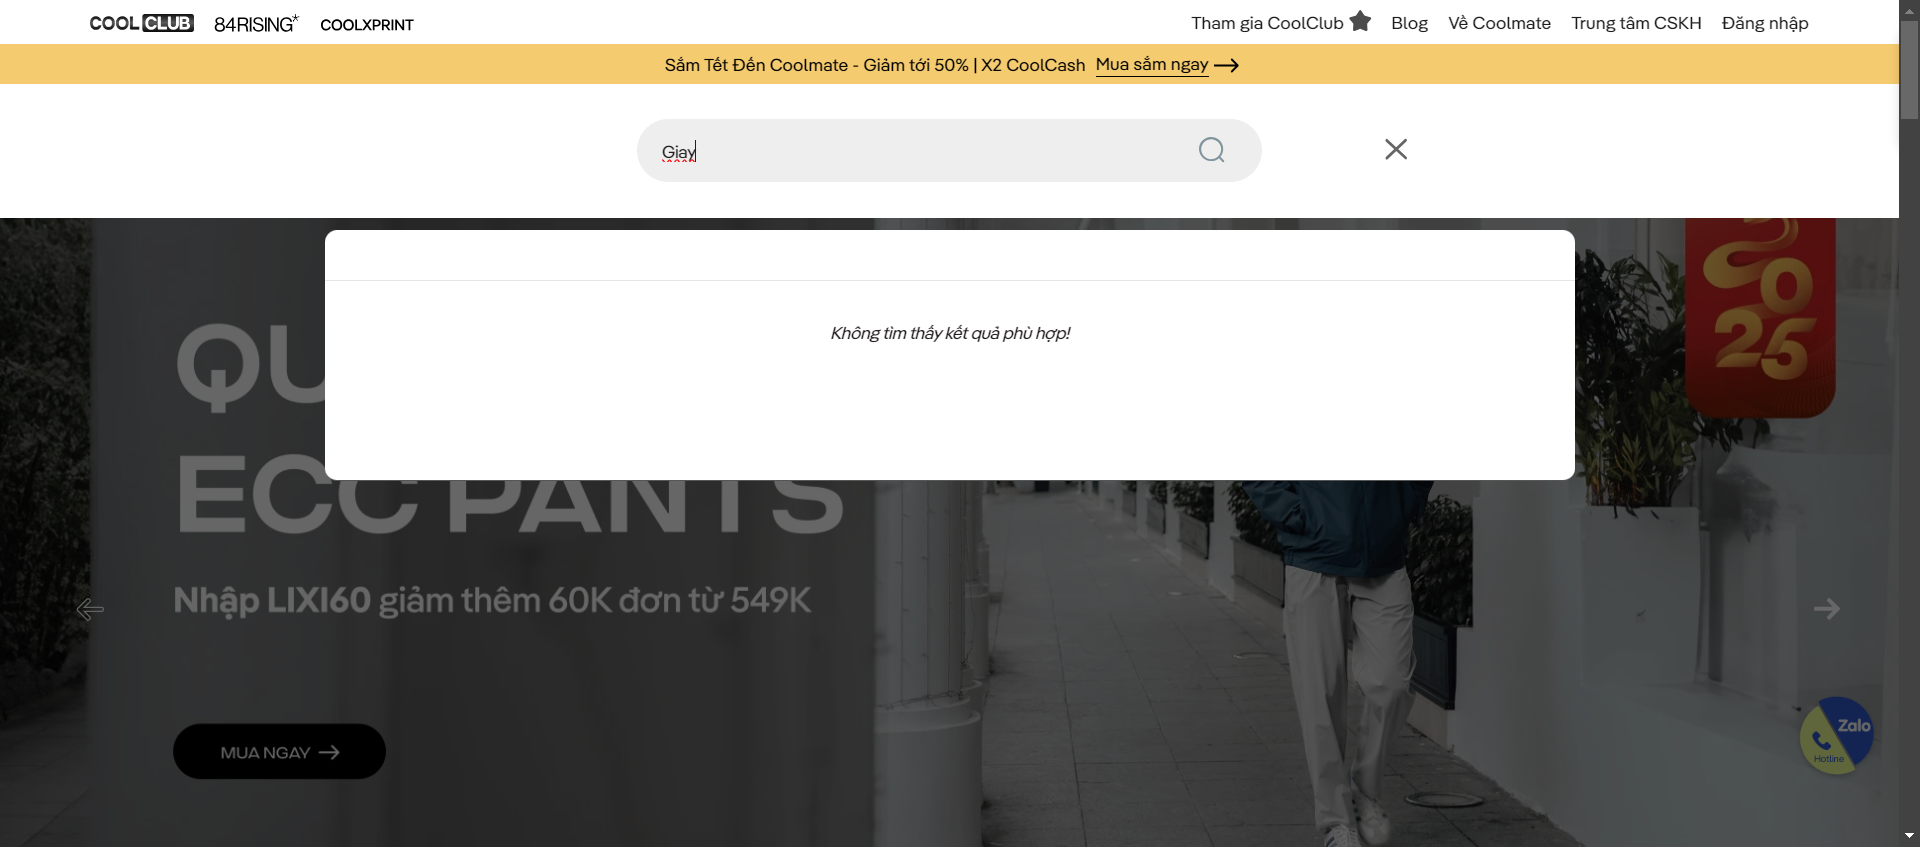 COOLCLUB 84RISING* COOLXPRINT Tham gia CoolClub Blog Về Coolmate Trung tâm CSKH Đăng nhập
Sắm Tết Đến Coolmate - Giảm tới 50% | X2 CoolCash Mua sắm ngay
Giay
Không tìm thấy kết quả phù hợp!
2025
QU
ECC PANTS
Nhập LIXI60 giảm thêm 60K đơn từ 549K
MUA NGAY
Zalo
Hotline